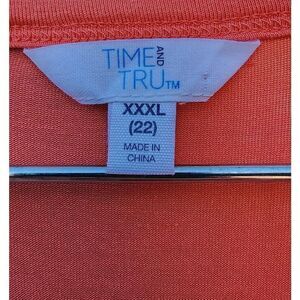 TIME AND
TRU™
XXXL
(22)
MADE IN
CHINA